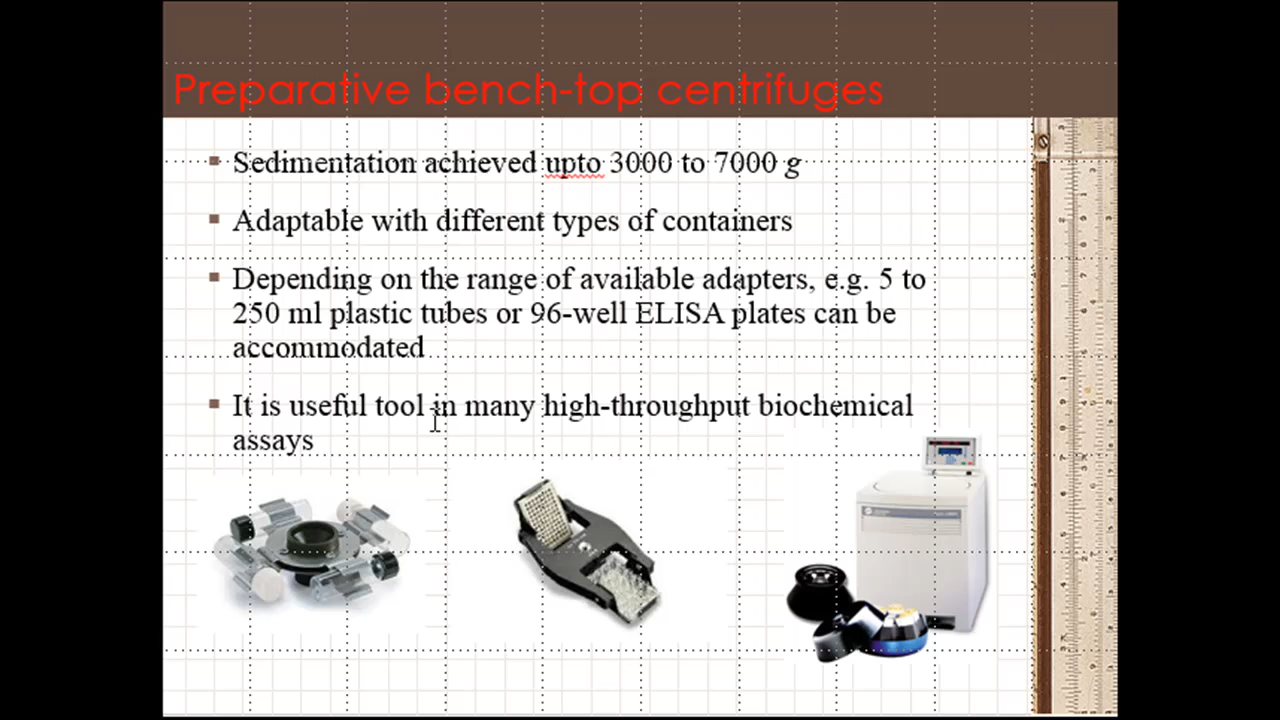 Preparative bench-top centrifuges
Sedimentation achieved upto 3000 to 7000 g
Adaptable with different types of containers
Depending on the range of available adapters, e.g. 5 to
250 ml plastic tubes or 96-well ELISA plates can be
accommodated
It is useful tool in many high-throughput biochemical
assays